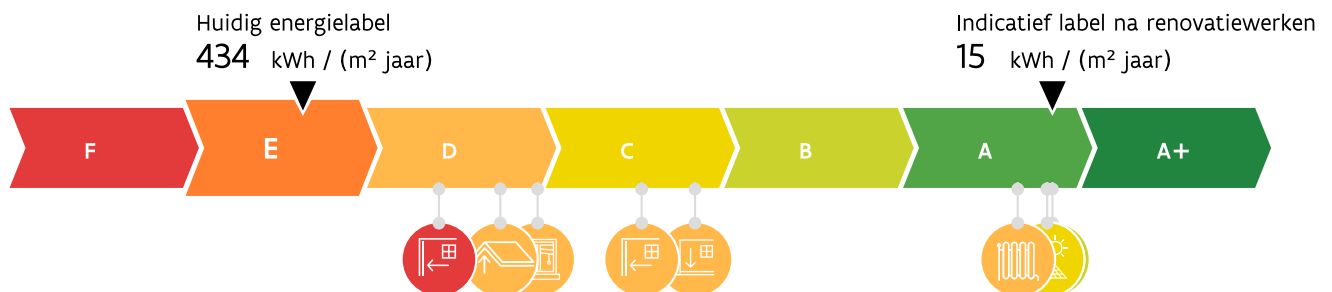 Huidig energielabel
434 kWh / (m² jaar)
Indicatief label na renovatiewerken
15 kWh / (m² jaar)
F E D C B A A+